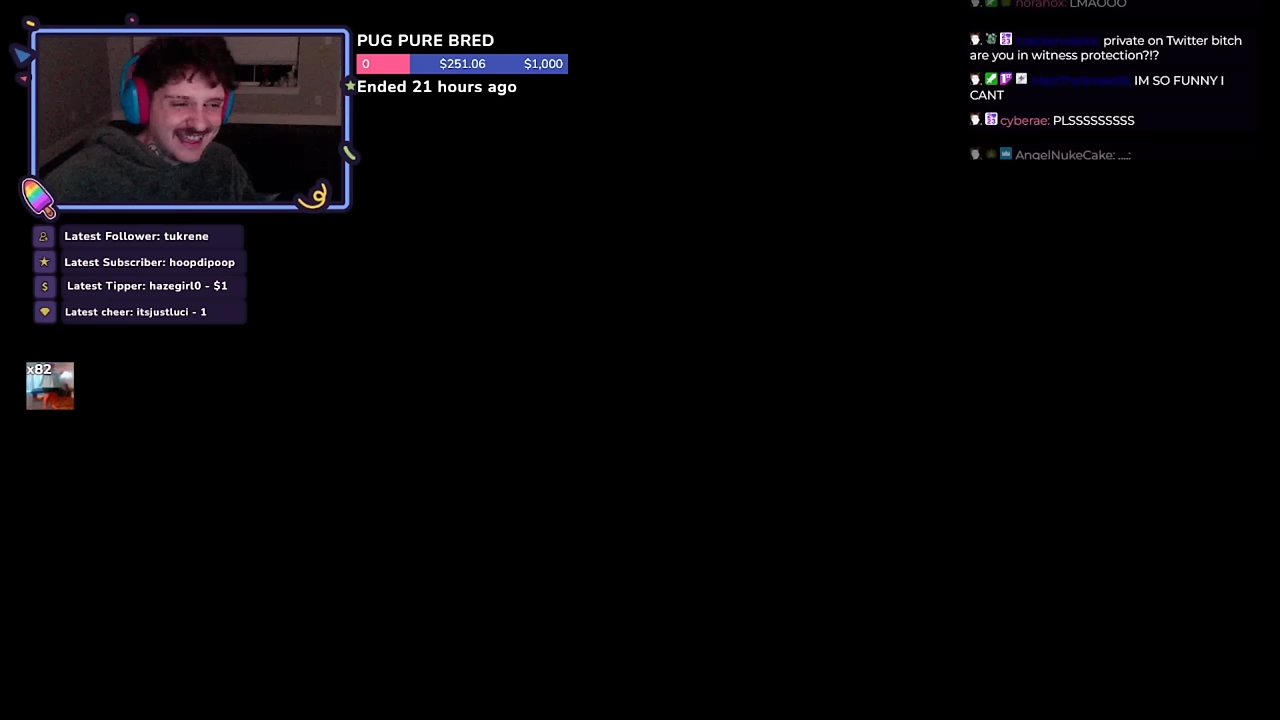 PUG PURE BRED
0 $251.06 $1,000
Ended 21 hours ago
Latest Follower: tukrene
Latest Subscriber: hoopdipoop
Latest Tipper: hazegirl0 - $1
Latest cheer: itsjustluci - 1
x82
norahox: LMAOOO
private on Twitter bitch
are you in witness protection?!?
IM SO FUNNY I
CANT
cyberae: PLSSSSSSSSS
AngelNukeCake: ....: